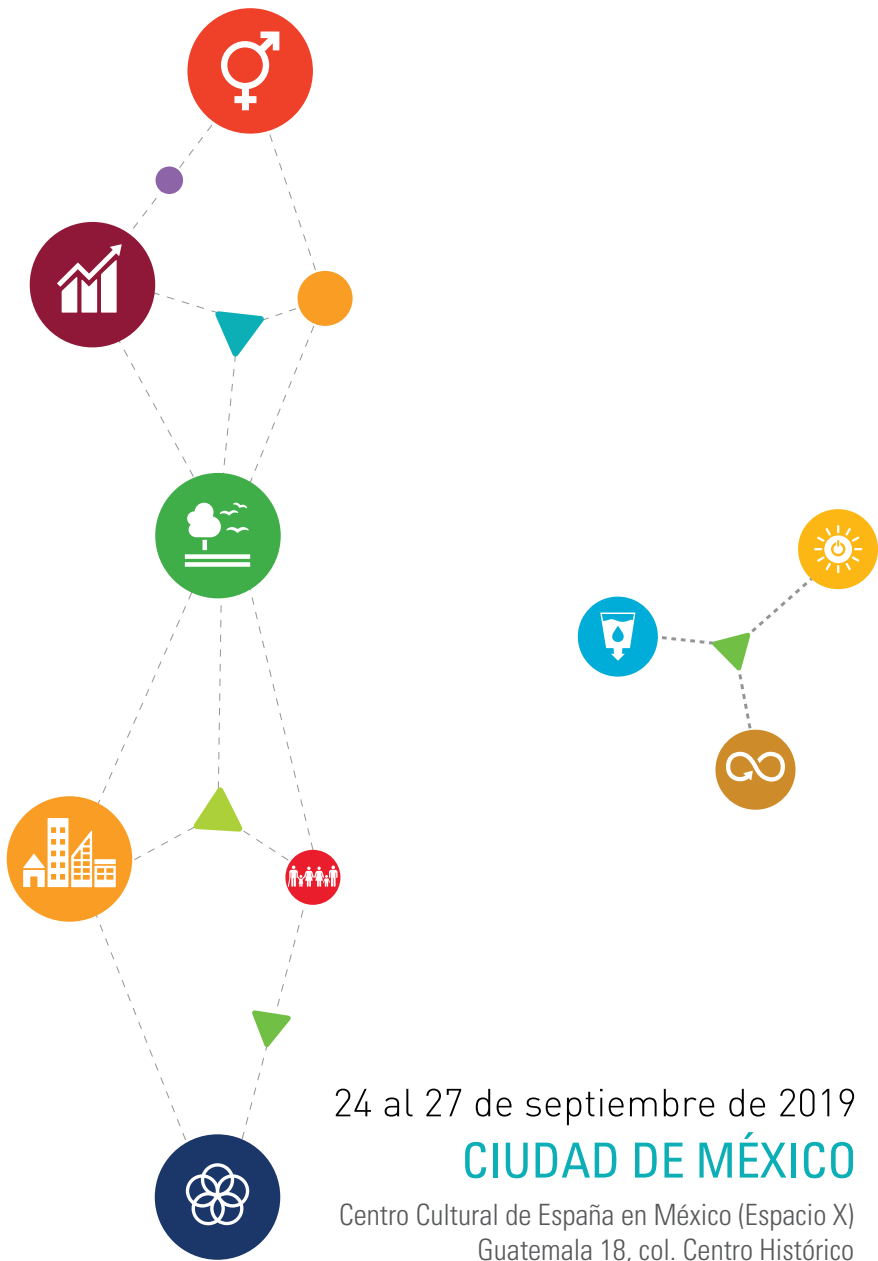 24 al 27 de septiembre de 2019
CIUDAD DE MÉXICO
Centro Cultural de España en México (Espacio X)
Guatemala 18, col. Centro Histórico